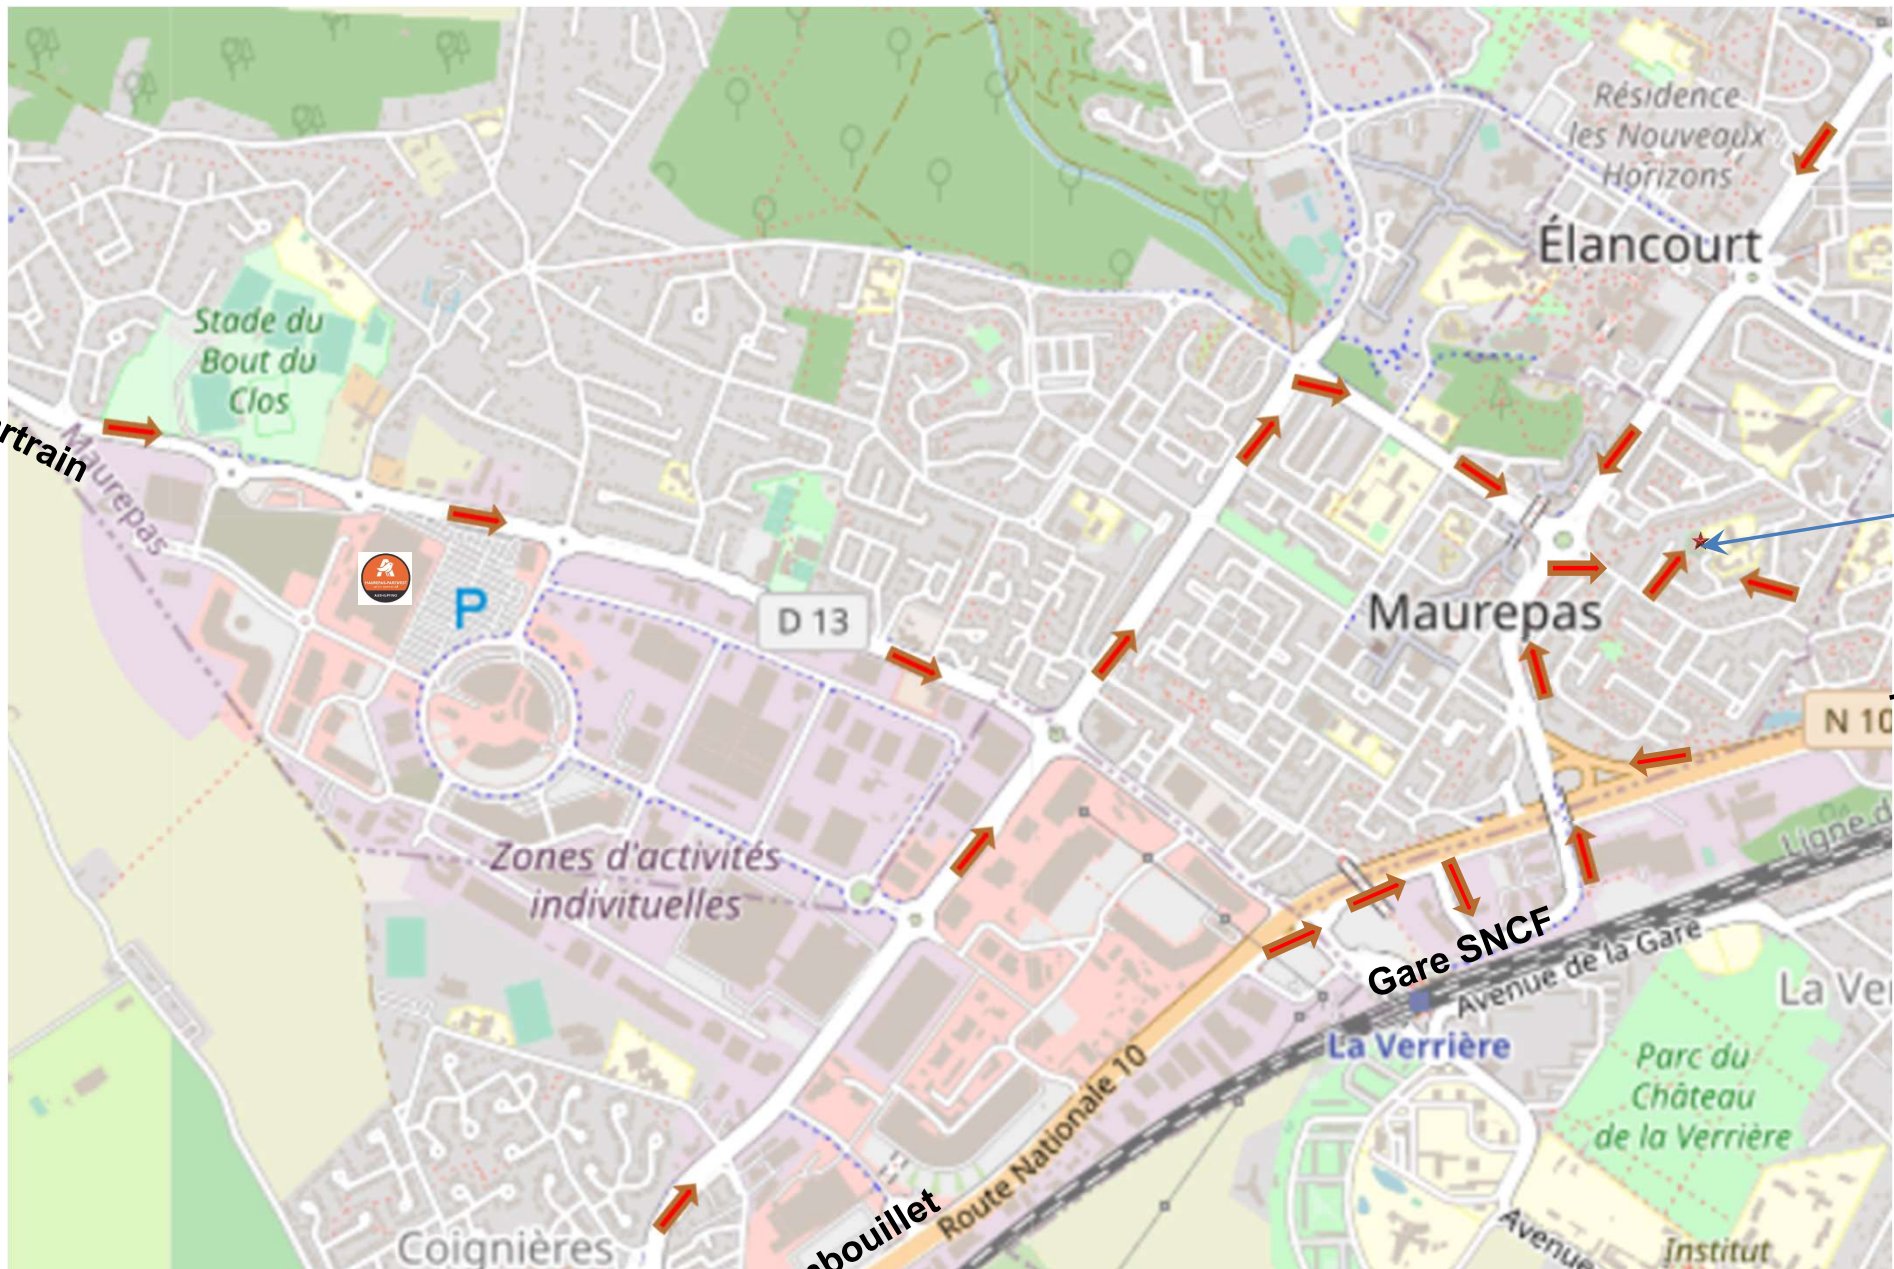 Résidence
les Nouveaux
Horizons
Élancourt
Stade du
Bout du
Clos
rtrain
Maurepas
P
D 13
Maurepas
N 10
Zones d'activités
indivituelles
Ligne d
Gare SNCF
Avenue de la Gare
La Ver
La Verrière
Parc du
Château
de la Verrière
Route Nationale 10
bouillet
Coignières
Avenue
Institut